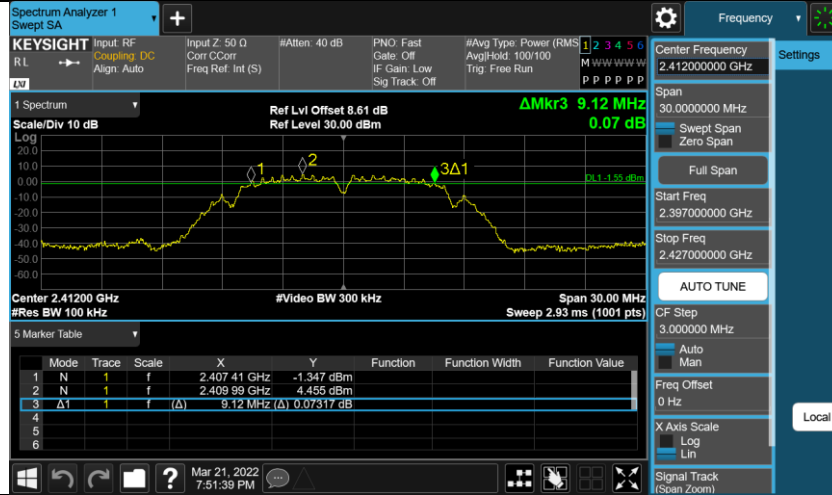 Spectrum Analyzer 1
Swept SA
Frequency
KEYSIGHT
RL
LXI
Input: RF
Coupling: DC
Align: Auto
Input Z: 50 Ω
Corr CCorr
Freq Ref: Int (S)
#Atten: 40 dB
PNO: Fast
Gate: Off
IF Gain: Low
Sig Track: Off
#Avg Type: Power (RMS
Avg|Hold: 100/100
Trig: Free Run
1 2 3 4 5 6
M W W W W W
P P P P P P
1 Spectrum
Scale/Div 10 dB
Log
Ref Lvl Offset 8.61 dB
Ref Level 30.00 dBm
ΔMkr3 9.12 MHz
0.07 dB
20.0
10.0
0.00
-10.0
-20.0
-30.0
-40.0
-50.0
-60.0
1
2
3Δ1
DL1 -1.55 dBm
Center 2.41200 GHz
#Res BW 100 kHz
#Video BW 300 kHz
Span 30.00 MHz
Sweep 2.93 ms (1001 pts)
5 Marker Table
Mode Trace Scale X Y Function Function Width Function Value
1 N 1 f 2.407 41 GHz -1.347 dBm
2 N 1 f 2.409 99 GHz 4.455 dBm
3 Δ1 1 f (Δ) 9.12 MHz (Δ) 0.07317 dB
4
5
6
Mar 21, 2022
7:51:39 PM
Center Frequency
2.412000000 GHz
Span
30.0000000 MHz
Swept Span
Zero Span
Full Span
Start Freq
2.397000000 GHz
Stop Freq
2.427000000 GHz
AUTO TUNE
CF Step
3.000000 MHz
Auto
Man
Freq Offset
0 Hz
X Axis Scale
Log
Lin
Signal Track
(Span Zoom)
Settings
Local